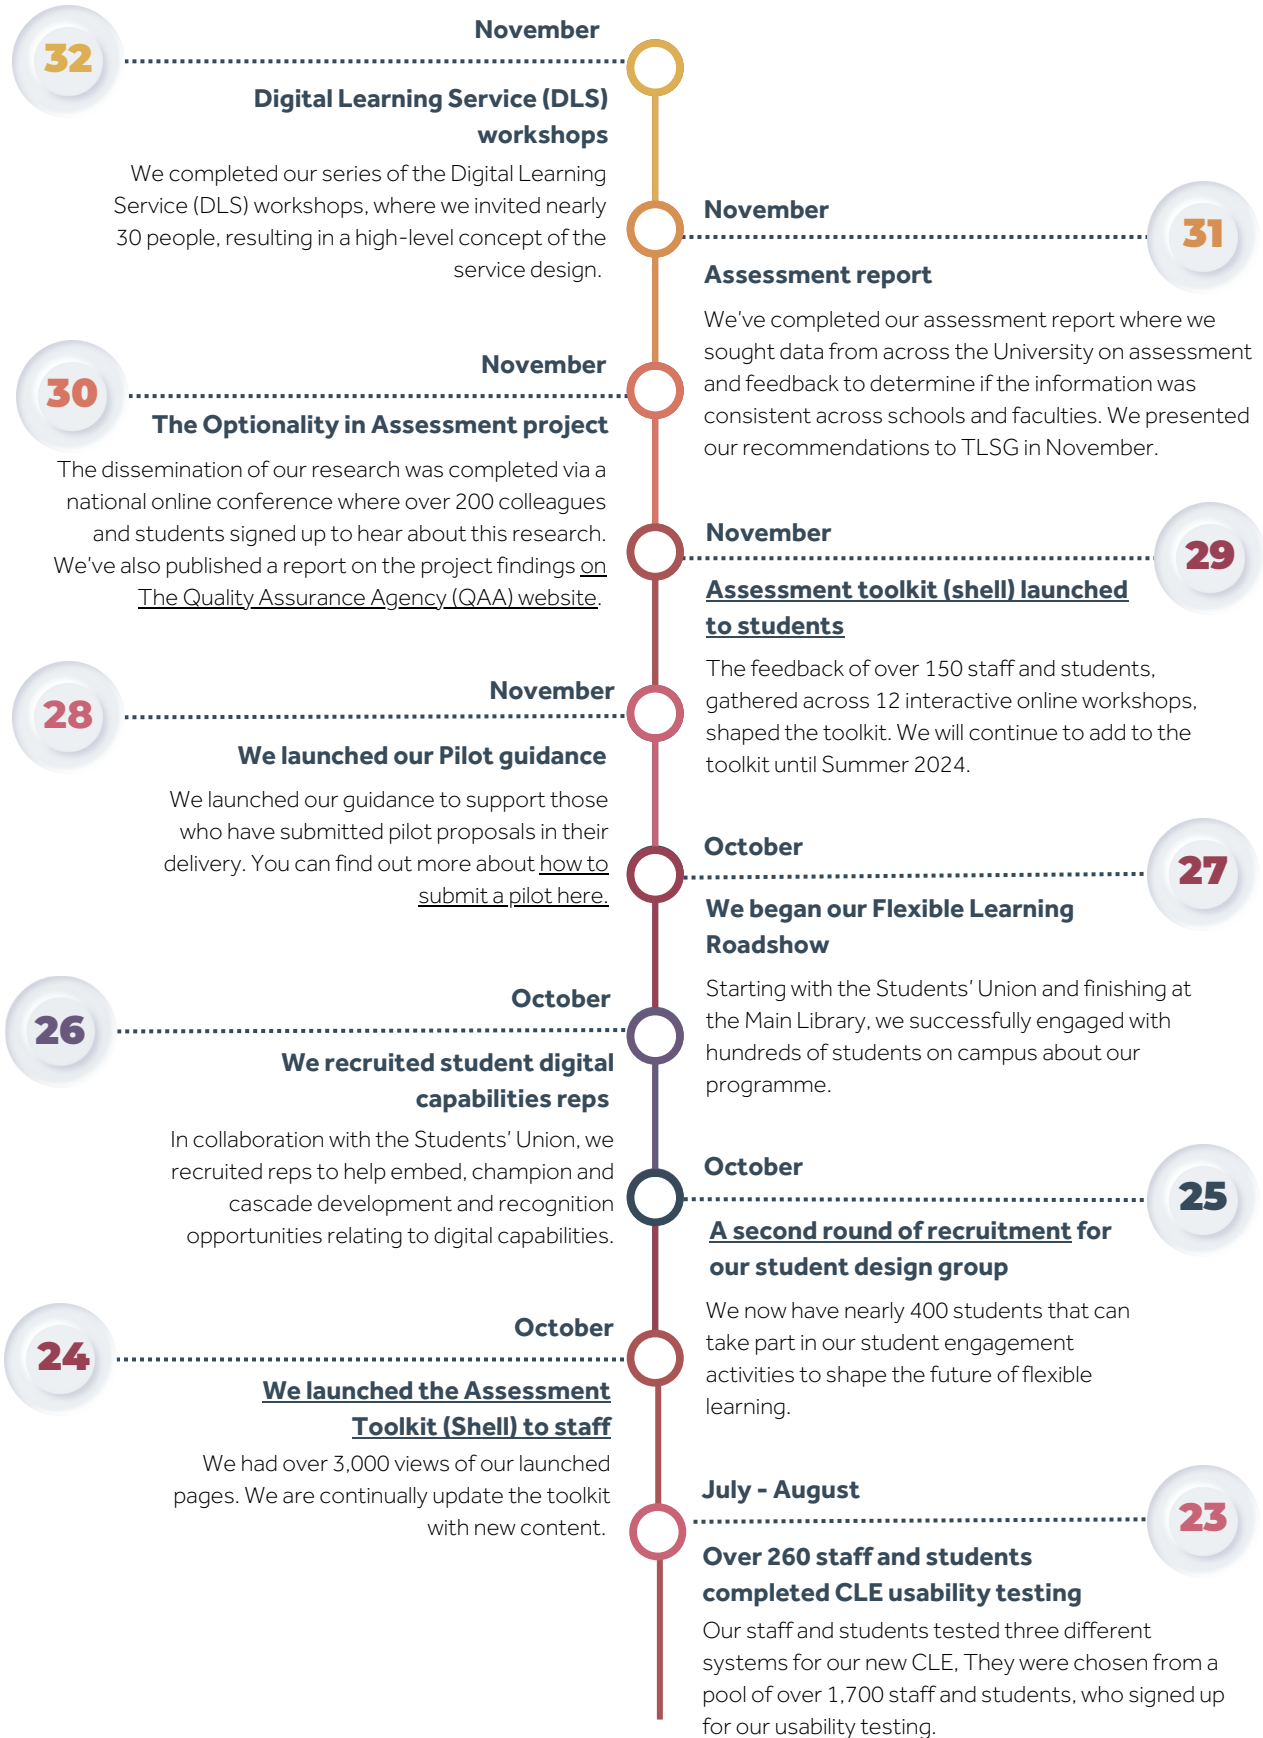 32
November
Digital Learning Service (DLS)
workshops
We completed our series of the Digital Learning
Service (DLS) workshops, where we invited nearly
30 people, resulting in a high-level concept of the
service design.
November
31
Assessment report
We've completed our assessment report where we
sought data from across the University on assessment
and feedback to determine if the information was
consistent across schools and faculties. We presented
our recommendations to TLSG in November.
30
November
The Optionality in Assessment project
The dissemination of our research was completed via a
national online conference where over 200 colleagues
and students signed up to hear about this research.
We've also published a report on the project findings on
The Quality Assurance Agency (QAA) website.
November
29
Assessment toolkit (shell) launched
to students
The feedback of over 150 staff and students,
gathered across 12 interactive online workshops,
shaped the toolkit. We will continue to add to the
toolkit until Summer 2024.
28
November
We launched our Pilot guidance
We launched our guidance to support those
who have submitted pilot proposals in their
delivery. You can find out more about how to
submit a pilot here.
October
27
We began our Flexible Learning
Roadshow
Starting with the Students' Union and finishing at
the Main Library, we successfully engaged with
hundreds of students on campus about our
programme.
26
October
We recruited student digital
capabilities reps
In collaboration with the Students' Union, we
recruited reps to help embed, champion and
cascade development and recognition
opportunities relating to digital capabilities.
October
25
A second round of recruitment for
our student design group
We now have nearly 400 students that can
take part in our student engagement
activities to shape the future of flexible
learning.
24
October
We launched the Assessment
Toolkit (Shell) to staff
We had over 3,000 views of our launched
pages. We are continually update the toolkit
with new content.
July - August
23
Over 260 staff and students
completed CLE usability testing
Our staff and students tested three different
systems for our new CLE, They were chosen from a
pool of over 1,700 staff and students, who signed up
for our usability testing.